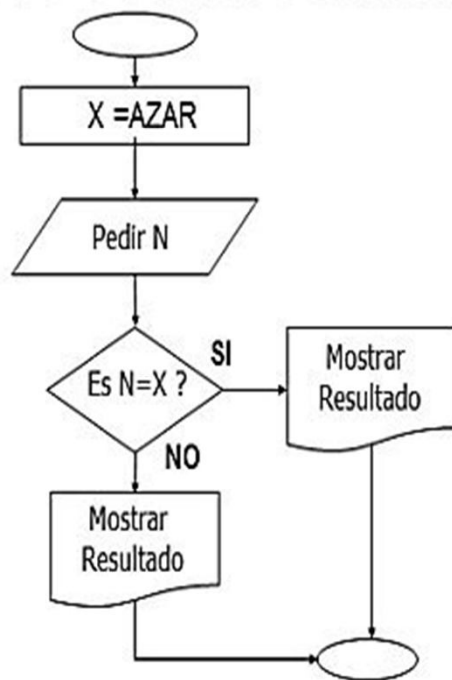 X =AZAR
Pedir N
Es N=X ?
SI
Mostrar
Resultado
NO
Mostrar
Resultado